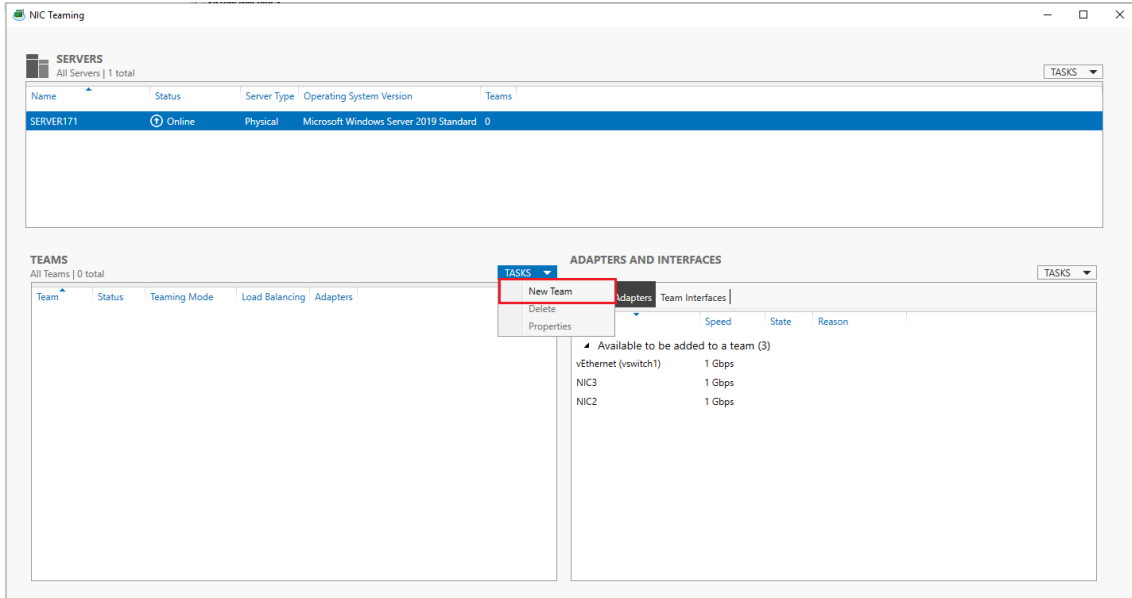 NIC Teaming
SERVERS
All Servers | 1 total
TASKS
Name Status Server Type Operating System Version Teams
SERVER171 Online Physical Microsoft Windows Server 2019 Standard 0
TEAMS
All Teams | 0 total
TASKS
New Team
Delete
Properties
Team Status Teaming Mode Load Balancing Adapters
ADAPTERS AND INTERFACES
TASKS
Adapters Team Interfaces
Speed State Reason
Available to be added to a team (3)
vEthernet (vswitch1) 1 Gbps
NIC3 1 Gbps
NIC2 1 Gbps